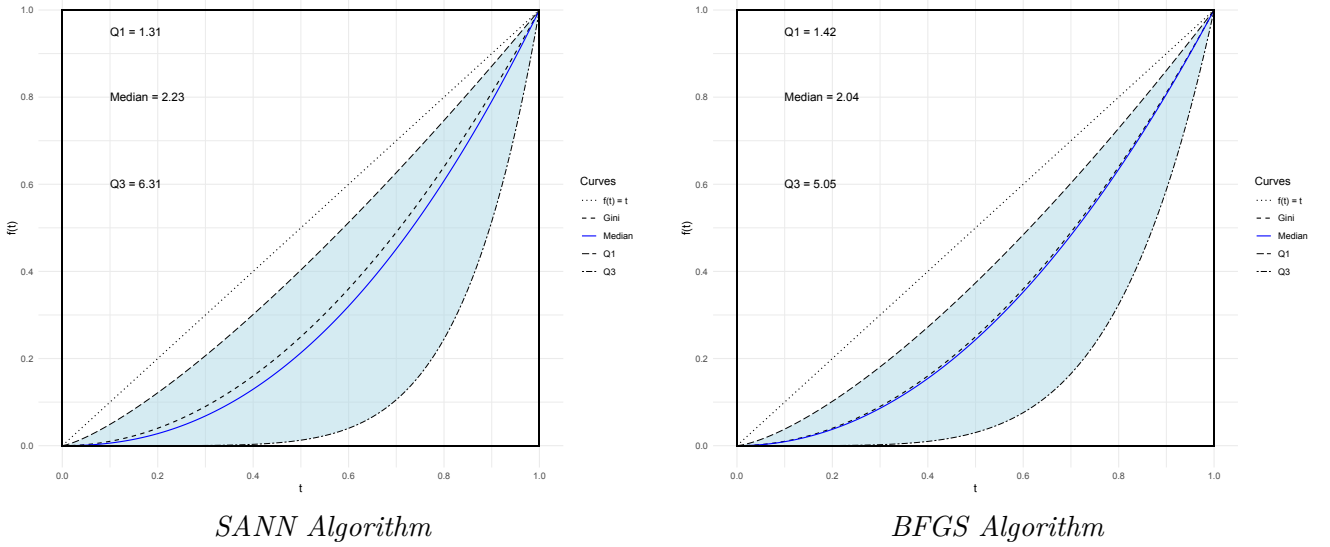 1.0
0.8
0.6
0.4
0.2
0.0
f(t)
Q1 = 1.31
Median = 2.23
Q3 = 6.31
0.0 0.2 0.4 0.6 0.8 1.0
t
Curves
f(t) = t
Gini
Median
Q1
Q3
SANN Algorithm
1.0
0.8
0.6
0.4
0.2
0.0
f(t)
Q1 = 1.42
Median = 2.04
Q3 = 5.05
0.0 0.2 0.4 0.6 0.8 1.0
t
Curves
f(t) = t
Gini
Median
Q1
Q3
BFGS Algorithm